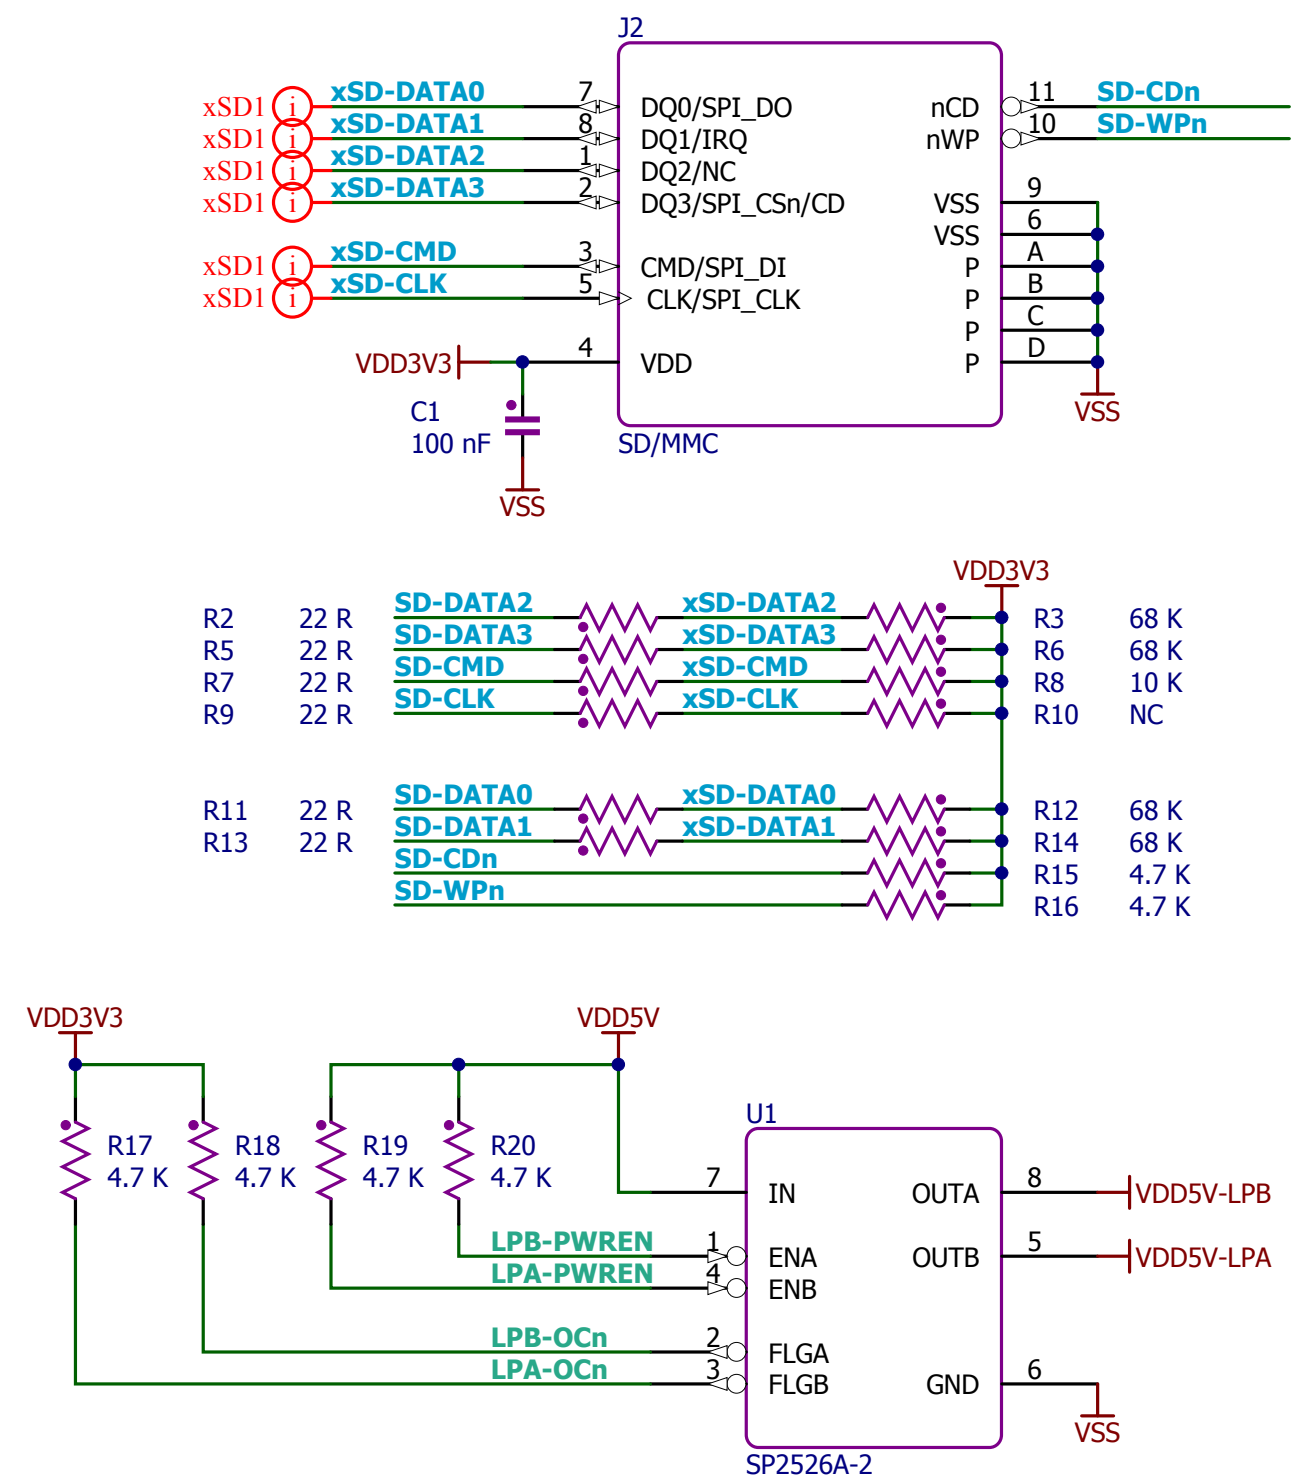 J2
xSD1 i xSD-DATA0 7 DQ0/SPI_DO nCD 11 SD-CDn
xSD1 i xSD-DATA1 8 DQ1/IRQ nWP 10 SD-WPn
xSD1 i xSD-DATA2 1 DQ2/NC
xSD1 i xSD-DATA3 2 DQ3/SPI_CSn/CD VSS 9
VSS 6
xSD1 i xSD-CMD 3 CMD/SPI_DI P A
xSD1 i xSD-CLK 5 CLK/SPI_CLK P B
P C
VDD3V3 4 VDD P D
C1 VSS
100 nF SD/MMC
VSS
VDD3V3
R2 22 R SD-DATA2 xSD-DATA2 R3 68 K
R5 22 R SD-DATA3 xSD-DATA3 R6 68 K
R7 22 R SD-CMD xSD-CMD R8 10 K
R9 22 R SD-CLK xSD-CLK R10 NC
R11 22 R SD-DATA0 xSD-DATA0 R12 68 K
R13 22 R SD-DATA1 xSD-DATA1 R14 68 K
SD-CDn R15 4.7 K
SD-WPn R16 4.7 K
VDD3V3 VDD5V
U1
R17 R18 R19 R20
4.7 K 4.7 K 4.7 K 4.7 K
7 IN OUTA 8 VDD5V-LPB
LPB-PWREN 1 ENA OUTB 5 VDD5V-LPA
LPA-PWREN 4 ENB
LPB-OCn 2 FLGA
LPA-OCn 3 FLGB GND 6
VSS
SP2526A-2